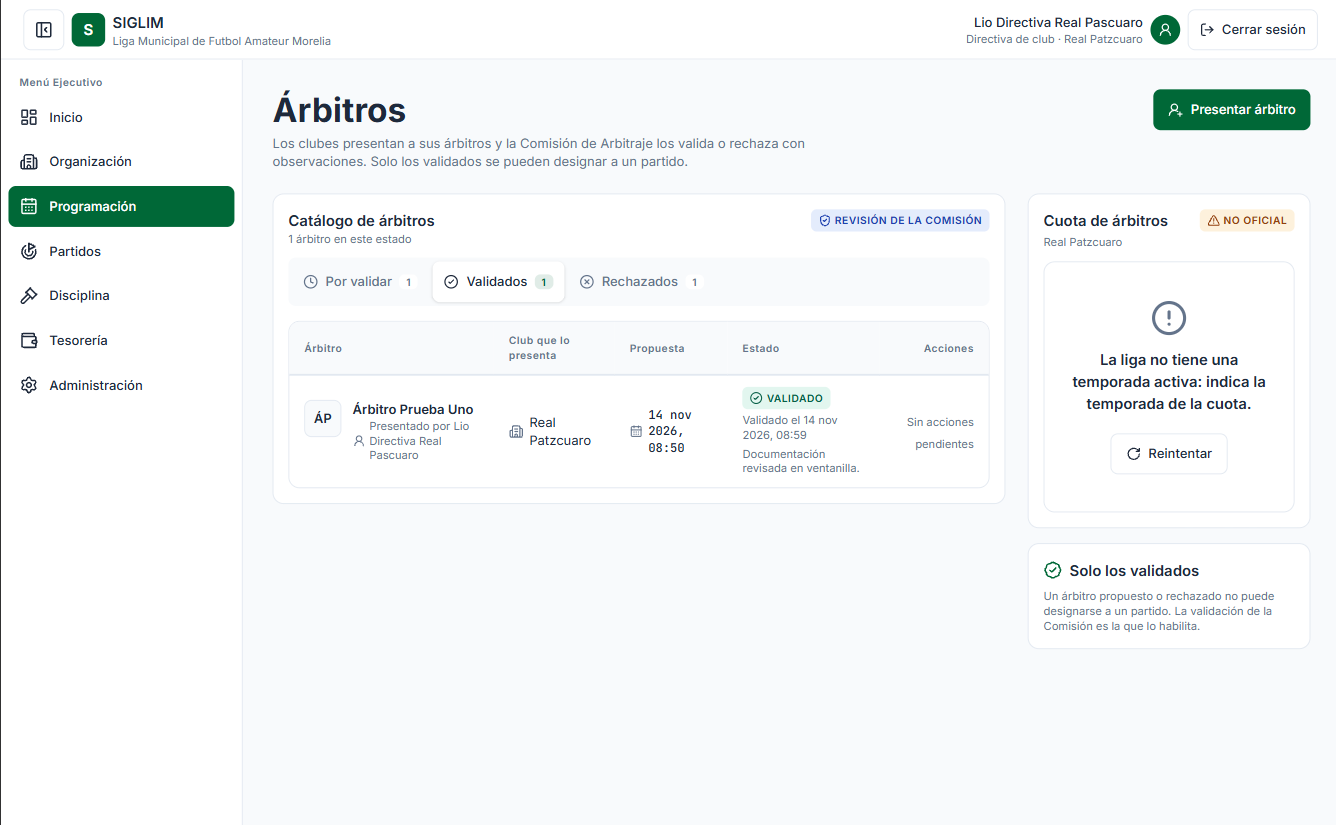 S
SIGLIM
Liga Municipal de Futbol Amateur Morelia
Lio Directiva Real Pascuaro
Directiva de club · Real Patzcuaro
Cerrar sesión
Menú Ejecutivo
Inicio
Organización
Programación
Partidos
Disciplina
Tesorería
Administración
Árbitros
Los clubes presentan a sus árbitros y la Comisión de Arbitraje los valida o rechaza con
observaciones. Solo los validados se pueden designar a un partido.
Presentar árbitro
Catálogo de árbitros
1 árbitro en este estado
REVISIÓN DE LA COMISIÓN
Por validar 1
Validados 1
Rechazados 1
Árbitro
Club que lo
presenta
Propuesta
Estado
Acciones
ÁP
Árbitro Prueba Uno
Presentado por Lio
Directiva Real
Pascuaro
Real
Patzcuaro
14 nov
2026,
08:50
VALIDADO
Validado el 14 nov
2026, 08:59
Documentación
revisada en ventanilla.
Sin acciones
pendientes
Cuota de árbitros
NO OFICIAL
Real Patzcuaro
La liga no tiene una
temporada activa: indica la
temporada de la cuota.
Reintentar
Solo los validados
Un árbitro propuesto o rechazado no puede
designarse a un partido. La validación de la
Comisión es la que lo habilita.